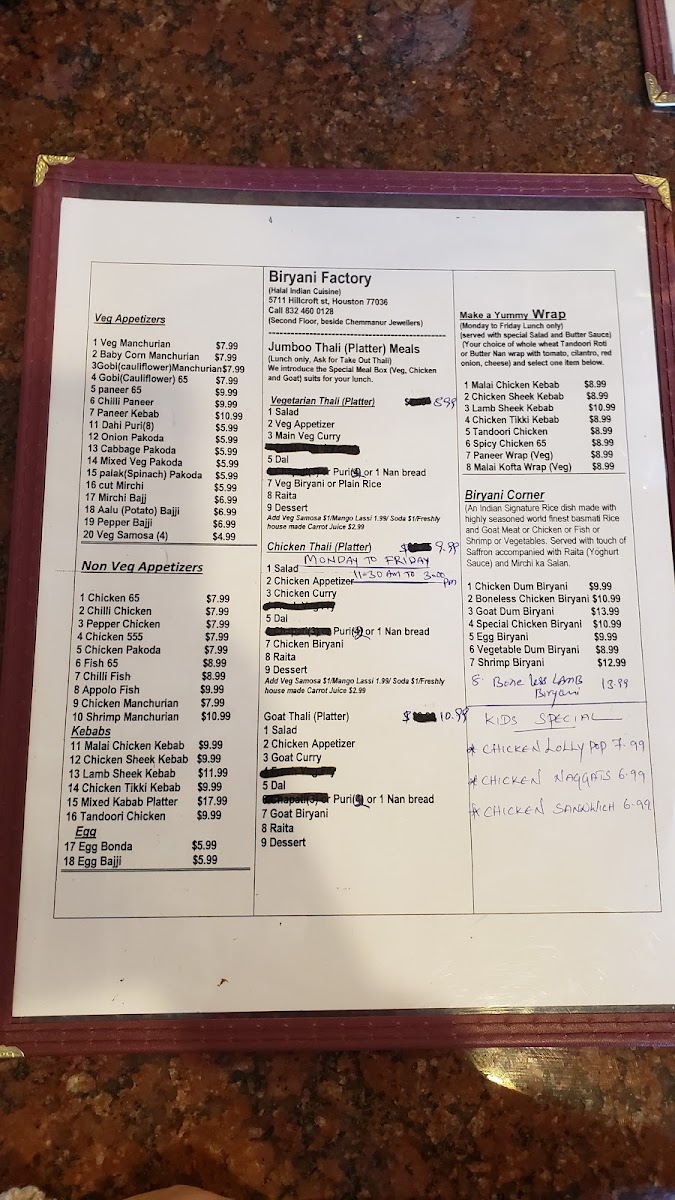 Veg Appetizers
1 Veg Manchurian $7.99
2 Baby Corn Manchurian $7.99
3Gobi(cauliflower)Manchurian$7.99
4 Gobi(Cauliflower) 65 $7.99
5 paneer 65 $9.99
6 Chilli Paneer $9.99
7 Paneer Kebab $10.99
11 Dahi Puri(8) $5.99
12 Onion Pakoda $5.99
13 Cabbage Pakoda $5.99
14 Mixed Veg Pakoda $5.99
15 palak(Spinach) Pakoda $5.99
16 cut Mirchi $5.99
17 Mirchi Bajj $6.99
18 Aalu (Potato) Bajji $6.99
19 Pepper Bajji $6.99
20 Veg Samosa (4) $4.99
Non Veg Appetizers
1 Chicken 65 $7.99
2 Chilli Chicken $7.99
3 Pepper Chicken $7.99
4 Chicken 555 $7.99
5 Chicken Pakoda $7.99
6 Fish 65 $8.99
7 Chilli Fish $8.99
8 Appolo Fish $9.99
9 Chicken Manchurian $7.99
10 Shrimp Manchurian $10.99
Kebabs
11 Malai Chicken Kebab $9.99
12 Chicken Sheek Kebab $9.99
13 Lamb Sheek Kebab $11.99
14 Chicken Tikki Kebab $9.99
15 Mixed Kabab Platter $17.99
16 Tandoori Chicken $9.99
Egg
17 Egg Bonda $5.99
18 Egg Bajji $5.99
Biryani Factory
(Halal Indian Cuisine)
5711 Hillcroft st, Houston 77036
Call 832 460 0128
(Second Floor, beside Chemmanur Jewellers)
Jumboo Thali (Platter) Meals
(Lunch only, Ask for Take Out Thali)
We introduce the Special Meal Box (Veg, Chicken
and Goat) suits for your lunch.
Vegetarian Thali (Platter) $ 8.99
1 Salad
2 Veg Appetizer
3 Main Veg Curry
5 Dal
Puri( ) or 1 Nan bread
7 Veg Biryani or Plain Rice
8 Raita
9 Dessert
Add Veg Samosa $1/Mango Lassi 1.99/ Soda $1/Freshly
house made Carrot Juice $2.99
Chicken Thali (Platter) $ 9.99
MONDAY TO FRIDAY
1 Salad
11-30 AM TO 3-00 pm
2 Chicken Appetizer
3 Chicken Curry
5 Dal
Puri( ) or 1 Nan bread
7 Chicken Biryani
8 Raita
9 Dessert
Add Veg Samosa $1/Mango Lassi 1.99/ Soda $1/Freshly
house made Carrot Juice $2.99
Goat Thali (Platter) $ 10.99
1 Salad
2 Chicken Appetizer
3 Goat Curry
5 Dal
Puri( ) or 1 Nan bread
7 Goat Biryani
8 Raita
9 Dessert
Make a Yummy Wrap
(Monday to Friday Lunch only)
(served with special Salad and Butter Sauce)
(Your choice of whole wheat Tandoori Roti
or Butter Nan wrap with tomato, cilantro, red
onion, cheese) and select one item below.
1 Malai Chicken Kebab $8.99
2 Chicken Sheek Kebab $8.99
3 Lamb Sheek Kebab $10.99
4 Chicken Tikki Kebab $8.99
5 Tandoori Chicken $8.99
6 Spicy Chicken 65 $8.99
7 Paneer Wrap (Veg) $8.99
8 Malai Kofta Wrap (Veg) $8.99
Biryani Corner
(An Indian Signature Rice dish made with
highly seasoned world finest basmati Rice
and Goat Meat or Chicken or Fish or
Shrimp or Vegetables. Served with touch of
Saffron accompanied with Raita (Yoghurt
Sauce) and Mirchi ka Salan.
1 Chicken Dum Biryani $9.99
2 Boneless Chicken Biryani $10.99
3 Goat Dum Biryani $13.99
4 Special Chicken Biryani $10.99
5 Egg Biryani $9.99
6 Vegetable Dum Biryani $8.99
7 Shrimp Biryani $12.99
8. Bone less LAMB 13.99
Biryani
KIDS SPECIAL
* CHICKEN LOLLY POP 7.99
* CHICKEN NAGGATS 6.99
* CHICKEN SANDWICH 6.99